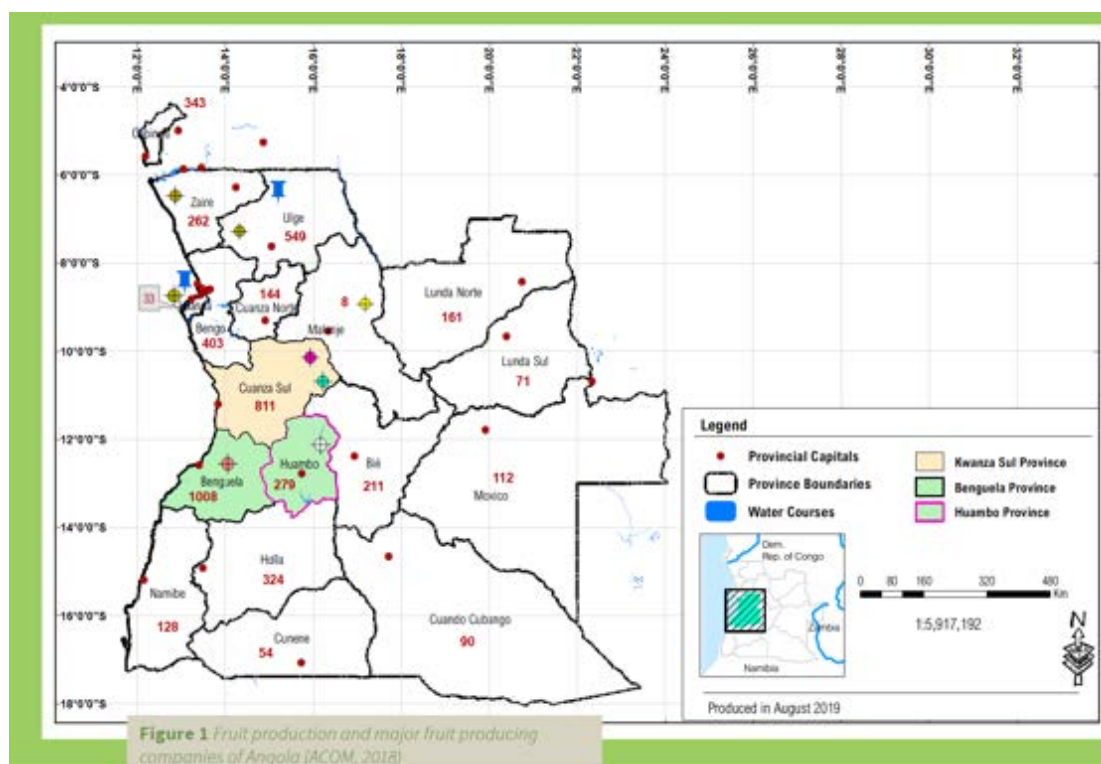 12°0'0"E 14°0'0"E 16°0'0"E 18°0'0"E 20°0'0"E 22°0'0"E 24°0'0"E 26°0'0"E 28°0'0"E 30°0'0"E 32°0'0"E
4°0'0"S
343
6°0'0"S
Zaire
262
Uige
549
8°0'0"S
33
Bengo
403
144
Cuanza Norte
8
Lunda Norte
161
10°0'0"S
Lunda Sul
71
Cuanza Sul
811
12°0'0"S
Benguela
1008
Huambo
279
Bié
211
112
Moxico
14°0'0"S
Holla
324
Namibe
128
16°0'0"S
Cunene
54
Cuando Cubango
90
18°0'0"S
Legend
Provincial Capitals
Province Boundaries
Water Courses
Kwanza Sul Province
Benguela Province
Huambo Province
Dem.
Rep. of Congo
Zambia
Namibia
0 80 160 320 480
Km
1:5,917,192
N
Produced in August 2019
Figure 1 Fruit production and major fruit producing
companies of Angola (ACOM, 2018)